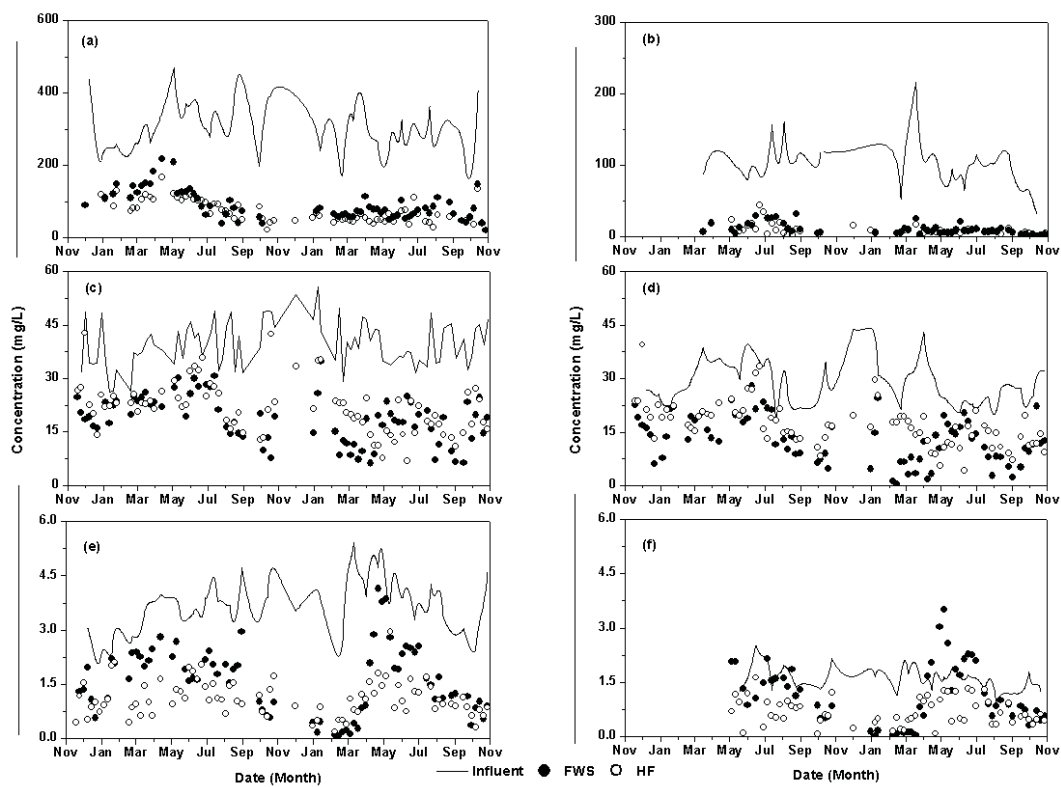 600
400
200
0
(a)
Nov Jan Mar May Jul Sep Nov Jan Mar May Jul Sep Nov
300
200
100
0
(b)
Nov Jan Mar May Jul Sep Nov Jan Mar May Jul Sep Nov
Concentration (mg/L)
60
45
30
15
0
(c)
Nov Jan Mar May Jul Sep Nov Jan Mar May Jul Sep Nov
Concentration (mg/L)
60
45
30
15
0
(d)
Nov Jan Mar May Jul Sep Nov Jan Mar May Jul Sep Nov
6.0
4.5
3.0
1.5
0.0
(e)
Nov Jan Mar May Jul Sep Nov Jan Mar May Jul Sep Nov
Date (Month)
6.0
4.5
3.0
1.5
0.0
(f)
Nov Jan Mar May Jul Sep Nov Jan Mar May Jul Sep Nov
Date (Month)
Influent FWS HF